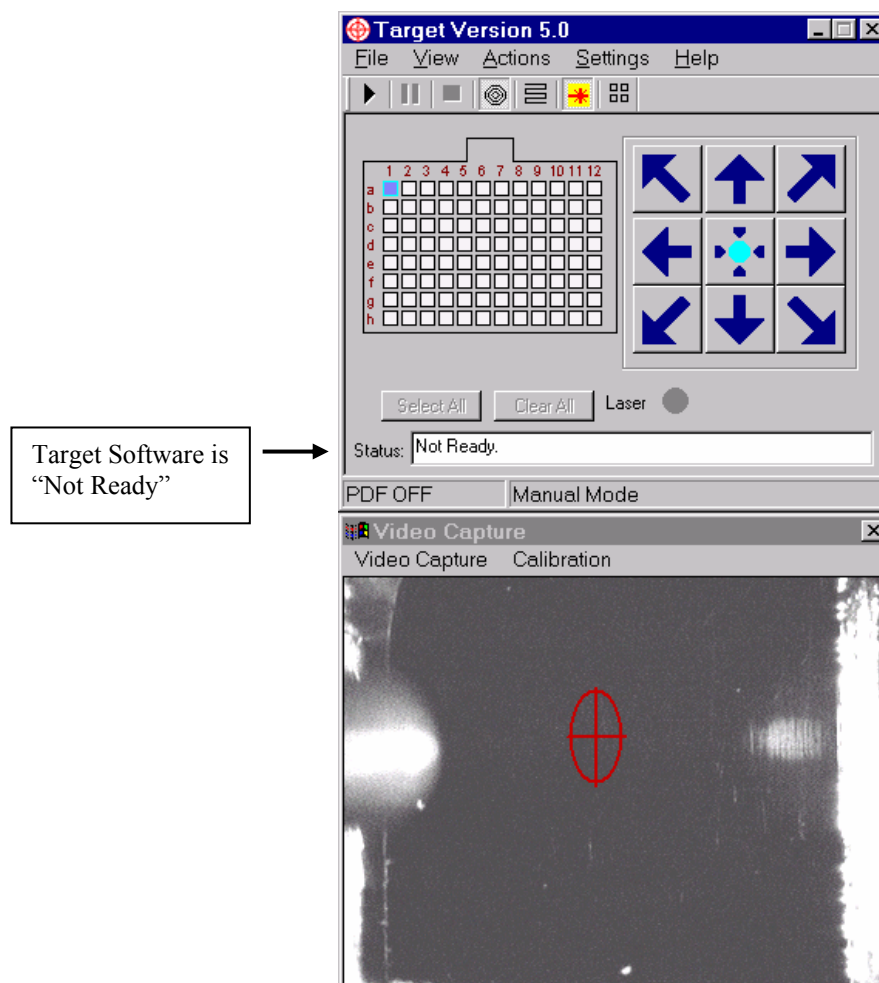 Target Version 5.0
File View Actions Settings Help
1 2 3 4 5 6 7 8 9 10 11 12
a
b
c
d
e
f
g
h
Select All Clear All Laser
Status: Not Ready.
PDF OFF Manual Mode
Target Software is
“Not Ready”
Video Capture
Video Capture Calibration